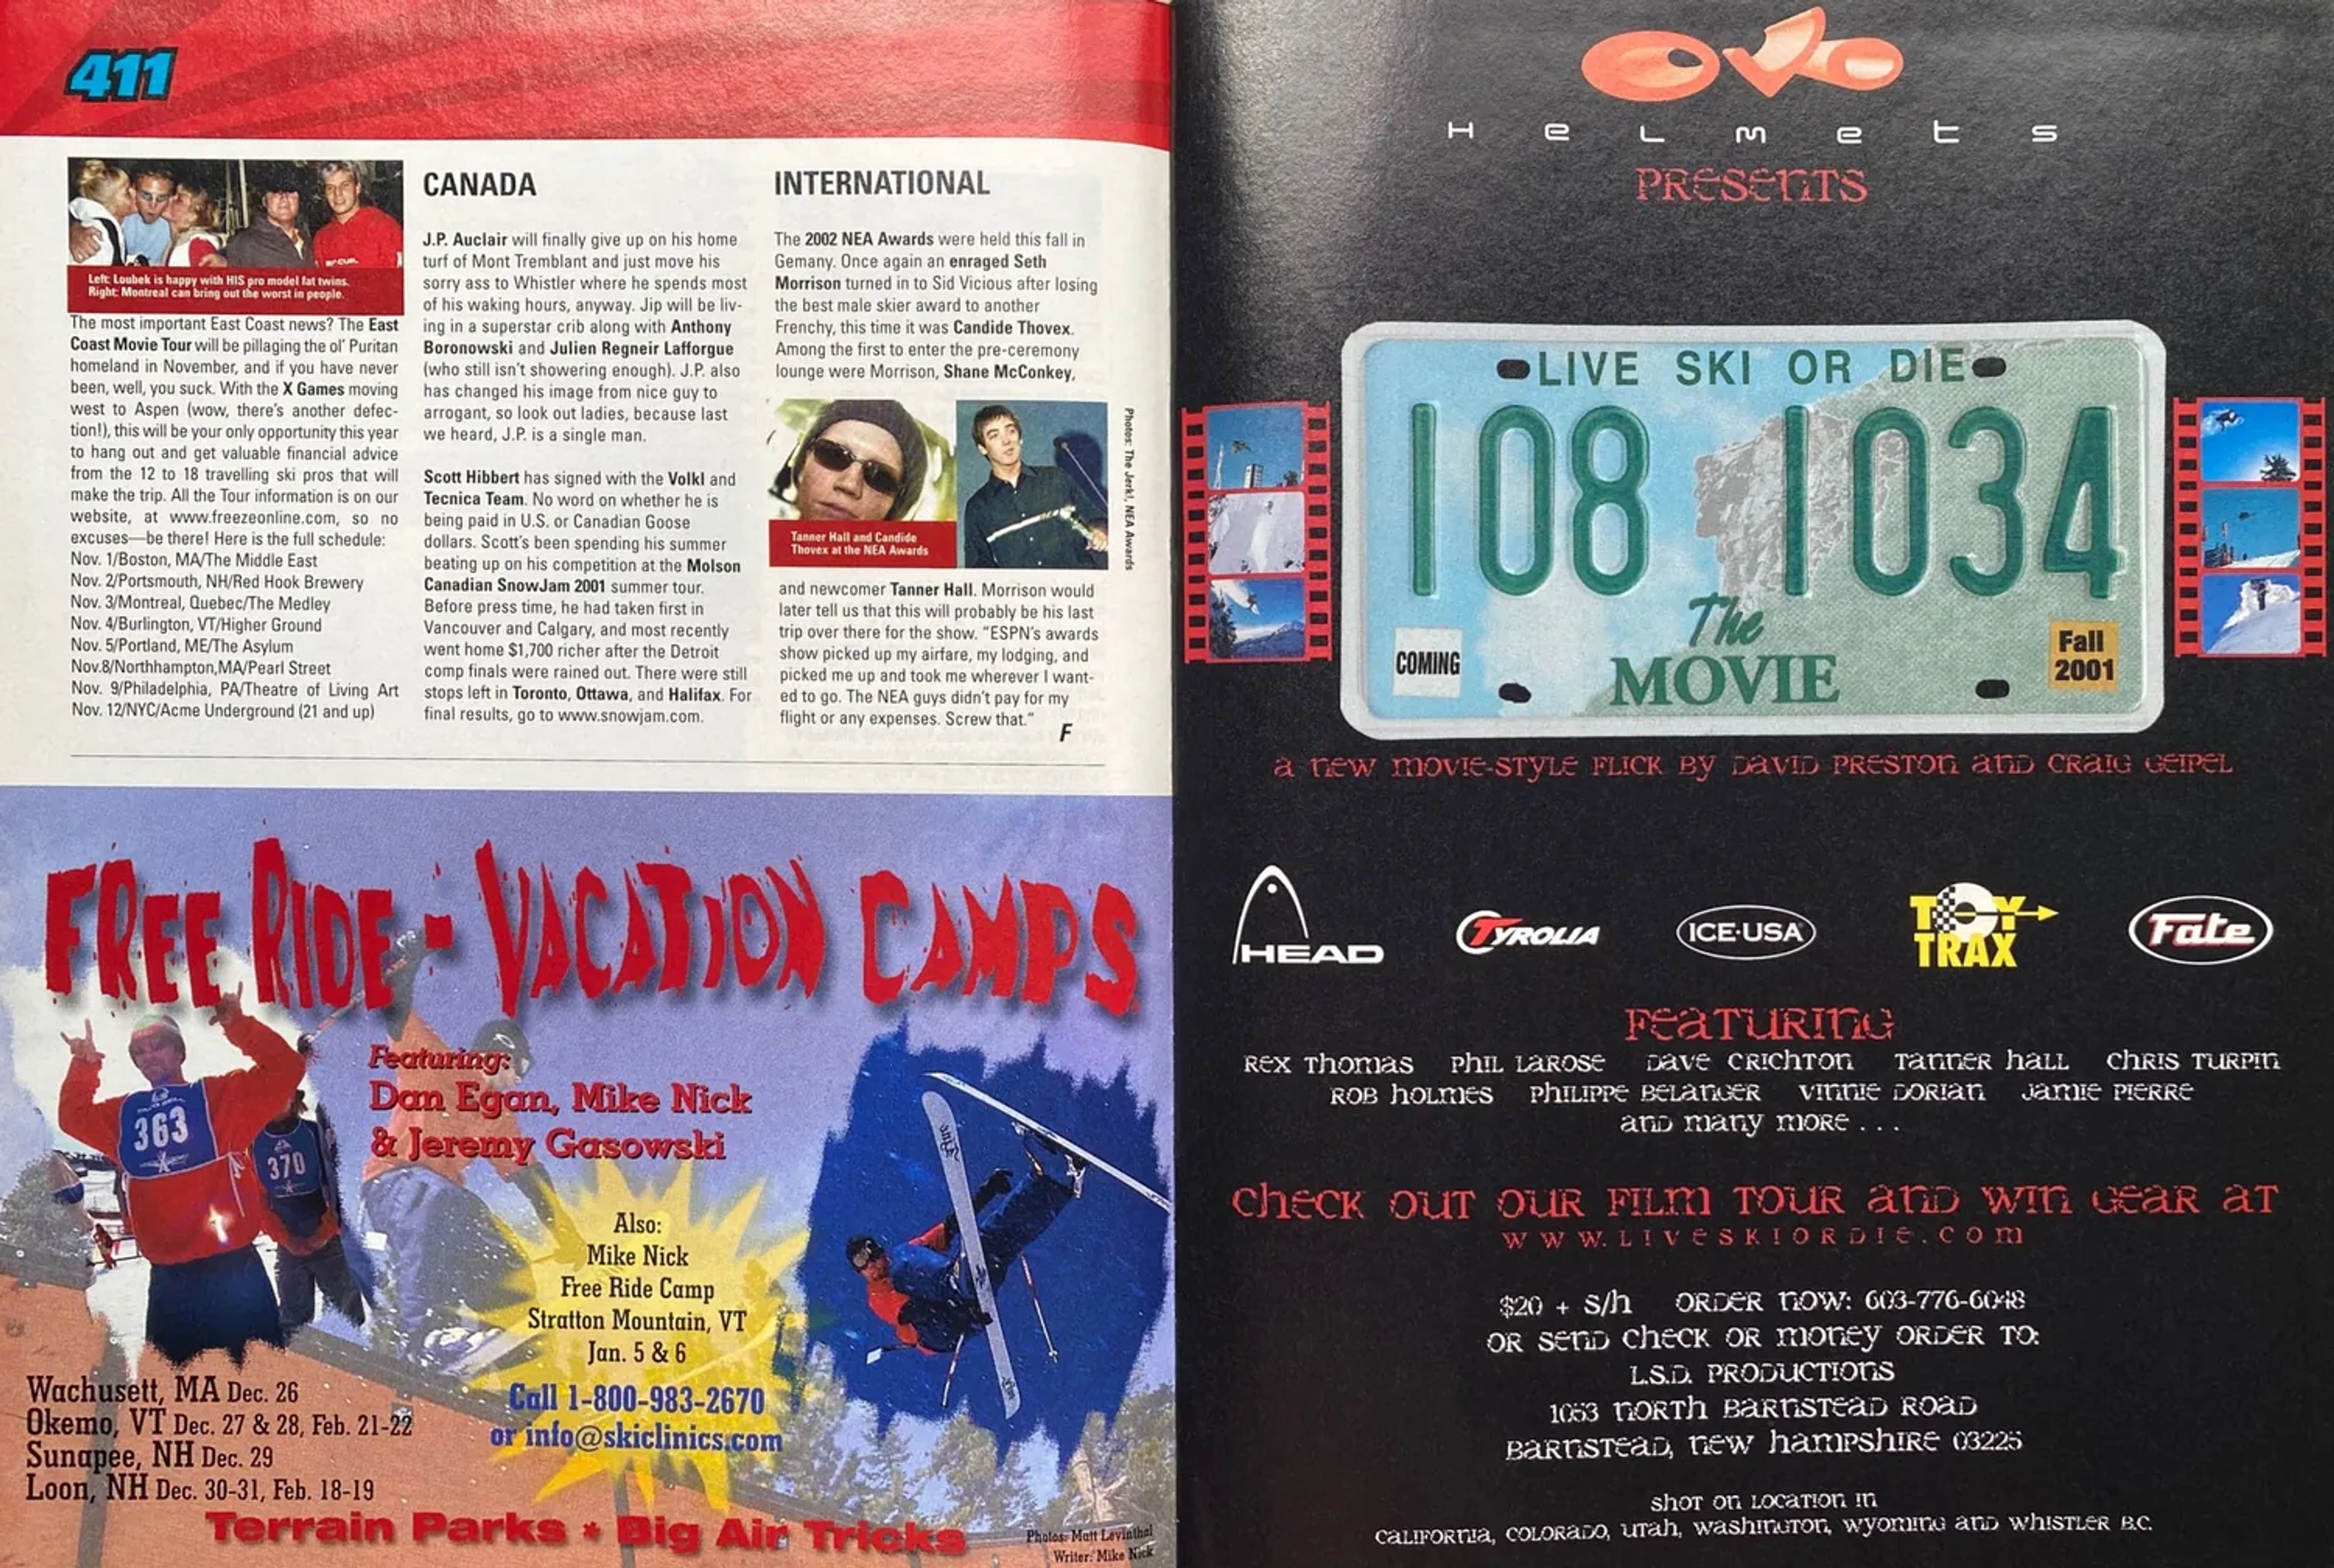 411
Left: Loubek is happy with HIS pro model fat twins.
Right: Montreal can bring out the worst in people.
The most important East Coast news? The East
Coast Movie Tour will be pillaging the ol' Puritan
homeland in November, and if you have never
been, well, you suck. With the X Games moving
west to Aspen (wow, there's another defec-
tion!), this will be your only opportunity this year
to hang out and get valuable financial advice
from the 12 to 18 travelling ski pros that will
make the trip. All the Tour information is on our
website, at www.freezeonline.com, so no
excuses—be there! Here is the full schedule:
Nov. 1/Boston, MA/The Middle East
Nov. 2/Portsmouth, NH/Red Hook Brewery
Nov. 3/Montreal, Quebec/The Medley
Nov. 4/Burlington, VT/Higher Ground
Nov. 5/Portland, ME/The Asylum
Nov.8/Northhampton,MA/Pearl Street
Nov. 9/Philadelphia, PA/Theatre of Living Art
Nov. 12/NYC/Acme Underground (21 and up)
CANADA
J.P. Auclair will finally give up on his home
turf of Mont Tremblant and just move his
sorry ass to Whistler where he spends most
of his waking hours, anyway. Jip will be liv-
ing in a superstar crib along with Anthony
Boronowski and Julien Regneir Lafforgue
(who still isn't showering enough). J.P. also
has changed his image from nice guy to
arrogant, so look out ladies, because last
we heard, J.P. is a single man.
Scott Hibbert has signed with the Volkl and
Tecnica Team. No word on whether he is
being paid in U.S. or Canadian Goose
dollars. Scott's been spending his summer
beating up on his competition at the Molson
Canadian SnowJam 2001 summer tour.
Before press time, he had taken first in
Vancouver and Calgary, and most recently
went home $1,700 richer after the Detroit
comp finals were rained out. There were still
stops left in Toronto, Ottawa, and Halifax. For
final results, go to www.snowjam.com.
INTERNATIONAL
The 2002 NEA Awards were held this fall in
Gemany. Once again an enraged Seth
Morrison turned in to Sid Vicious after losing
the best male skier award to another
Frenchy, this time it was Candide Thovex.
Among the first to enter the pre-ceremony
lounge were Morrison, Shane McConkey,
Tanner Hall and Candide
Thovex at the NEA Awards
Photos: The Jerk!, NEA Awards
and newcomer Tanner Hall. Morrison would
later tell us that this will probably be his last
trip over there for the show. "ESPN's awards
show picked up my airfare, my lodging, and
picked me up and took me wherever I want-
ed to go. The NEA guys didn't pay for my
flight or any expenses. Screw that."
F
FREE RIDE - VACATION CAMPS
Featuring:
Dan Egan, Mike Nick
& Jeremy Gasowski
363
370
Also:
Mike Nick
Free Ride Camp
Stratton Mountain, VT
Jan. 5 & 6
Call 1-800-983-2670
or info@skiclinics.com
Wachusett, MA Dec. 26
Okemo, VT Dec. 27 & 28, Feb. 21-22
Sunapee, NH Dec. 29
Loon, NH Dec. 30-31, Feb. 18-19
Terrain Parks * Big Air Tricks
Photos: Matt Levinthal
Writer: Mike Nick
OVO
Helmets
PRESENTS
LIVE SKI OR DIE
108 1034
The
MOVIE
COMING
Fall
2001
a new movie-style flick by David Preston and Craig Geipel
HEAD
TYROLIA
ICE·USA
TOY
TRAX
Fate
Featuring
Rex Thomas Phil Larose Dave Crichton Tanner Hall Chris Turpin
Rob Holmes Philippe Belanger Vinnie Dorian Jamie Pierre
and many more . . .
Check out our film tour and win gear at
www.liveskiordie.com
$20 + s/h order now: 603-776-6048
or send check or money order to:
L.S.D. Productions
1053 North Barnstead Road
Barnstead, New Hampshire 03225
shot on location in
California, Colorado, Utah, Washington, Wyoming and Whistler B.C.